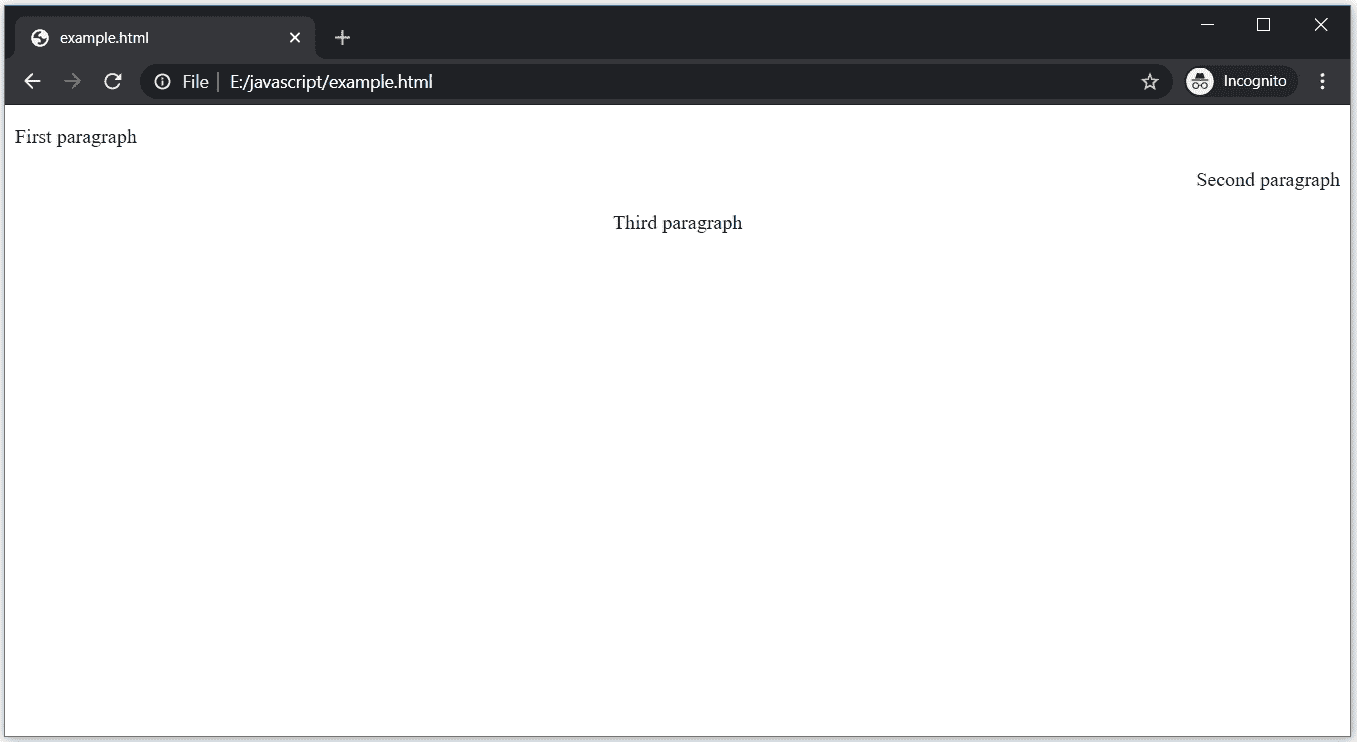 example.html
File | E:/javascript/example.html
Incognito
First paragraph
Second paragraph
Third paragraph